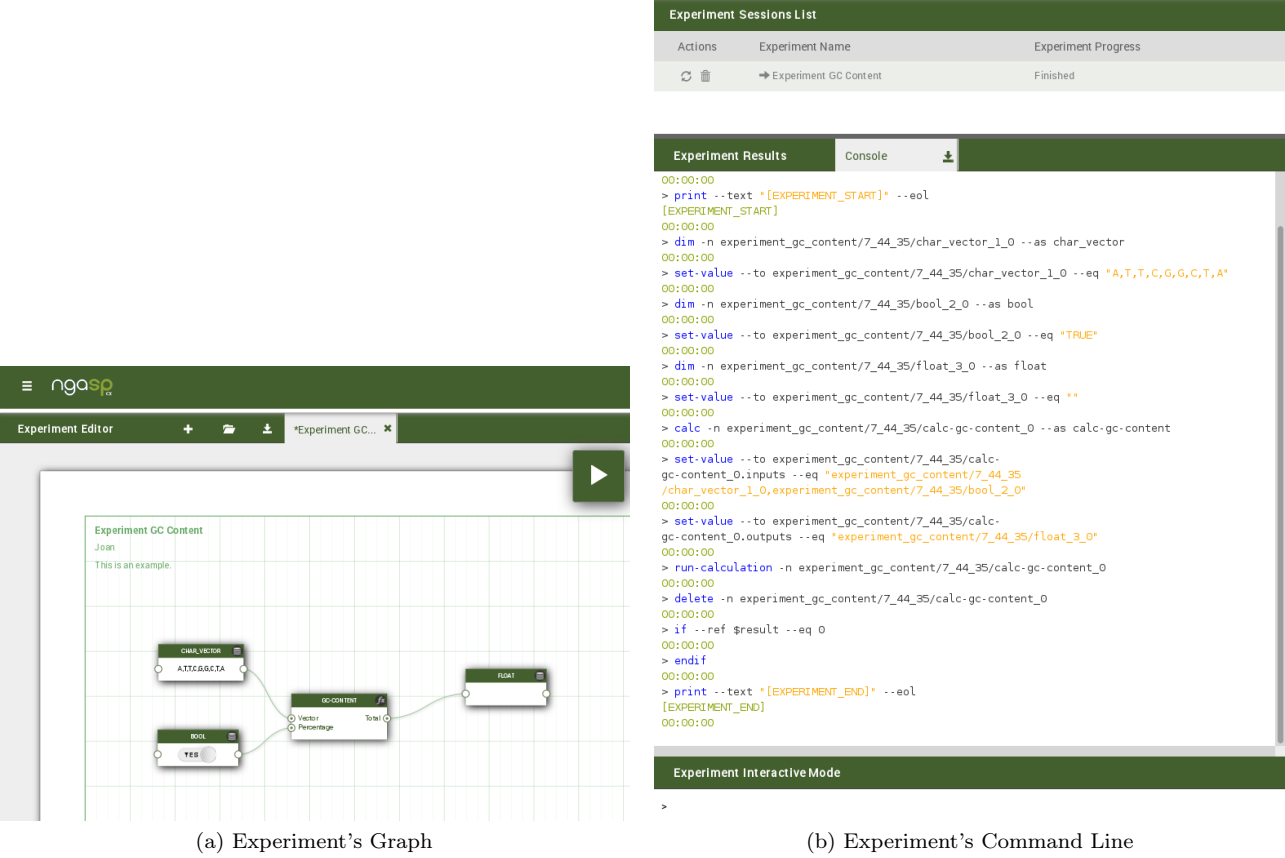 ngasp
cx
Experiment Editor
*Experiment GC...
Experiment GC Content
Joan
This is an example.
CHAR_VECTOR
A,T,T,C,G,G,C,T,A
BOOL
YES
GC-CONTENT
fx
Vector
Total
Percentage
FLOAT
(a) Experiment's Graph
Experiment Sessions List
Actions Experiment Name Experiment Progress
Experiment GC Content Finished
Experiment Results Console
00:00:00
> print --text "[EXPERIMENT_START]" --eol
[EXPERIMENT_START]
00:00:00
> dim -n experiment_gc_content/7_44_35/char_vector_1_0 --as char_vector
00:00:00
> set-value --to experiment_gc_content/7_44_35/char_vector_1_0 --eq "A,T,T,C,G,G,C,T,A"
00:00:00
> dim -n experiment_gc_content/7_44_35/bool_2_0 --as bool
00:00:00
> set-value --to experiment_gc_content/7_44_35/bool_2_0 --eq "TRUE"
00:00:00
> dim -n experiment_gc_content/7_44_35/float_3_0 --as float
00:00:00
> set-value --to experiment_gc_content/7_44_35/float_3_0 --eq ""
00:00:00
> calc -n experiment_gc_content/7_44_35/calc-gc-content_0 --as calc-gc-content
00:00:00
> set-value --to experiment_gc_content/7_44_35/calc-
gc-content_0.inputs --eq "experiment_gc_content/7_44_35
/char_vector_1_0,experiment_gc_content/7_44_35/bool_2_0"
00:00:00
> set-value --to experiment_gc_content/7_44_35/calc-
gc-content_0.outputs --eq "experiment_gc_content/7_44_35/float_3_0"
00:00:00
> run-calculation -n experiment_gc_content/7_44_35/calc-gc-content_0
00:00:00
> delete -n experiment_gc_content/7_44_35/calc-gc-content_0
00:00:00
> if --ref $result --eq 0
00:00:00
> endif
00:00:00
> print --text "[EXPERIMENT_END]" --eol
[EXPERIMENT_END]
00:00:00
Experiment Interactive Mode
>
(b) Experiment's Command Line